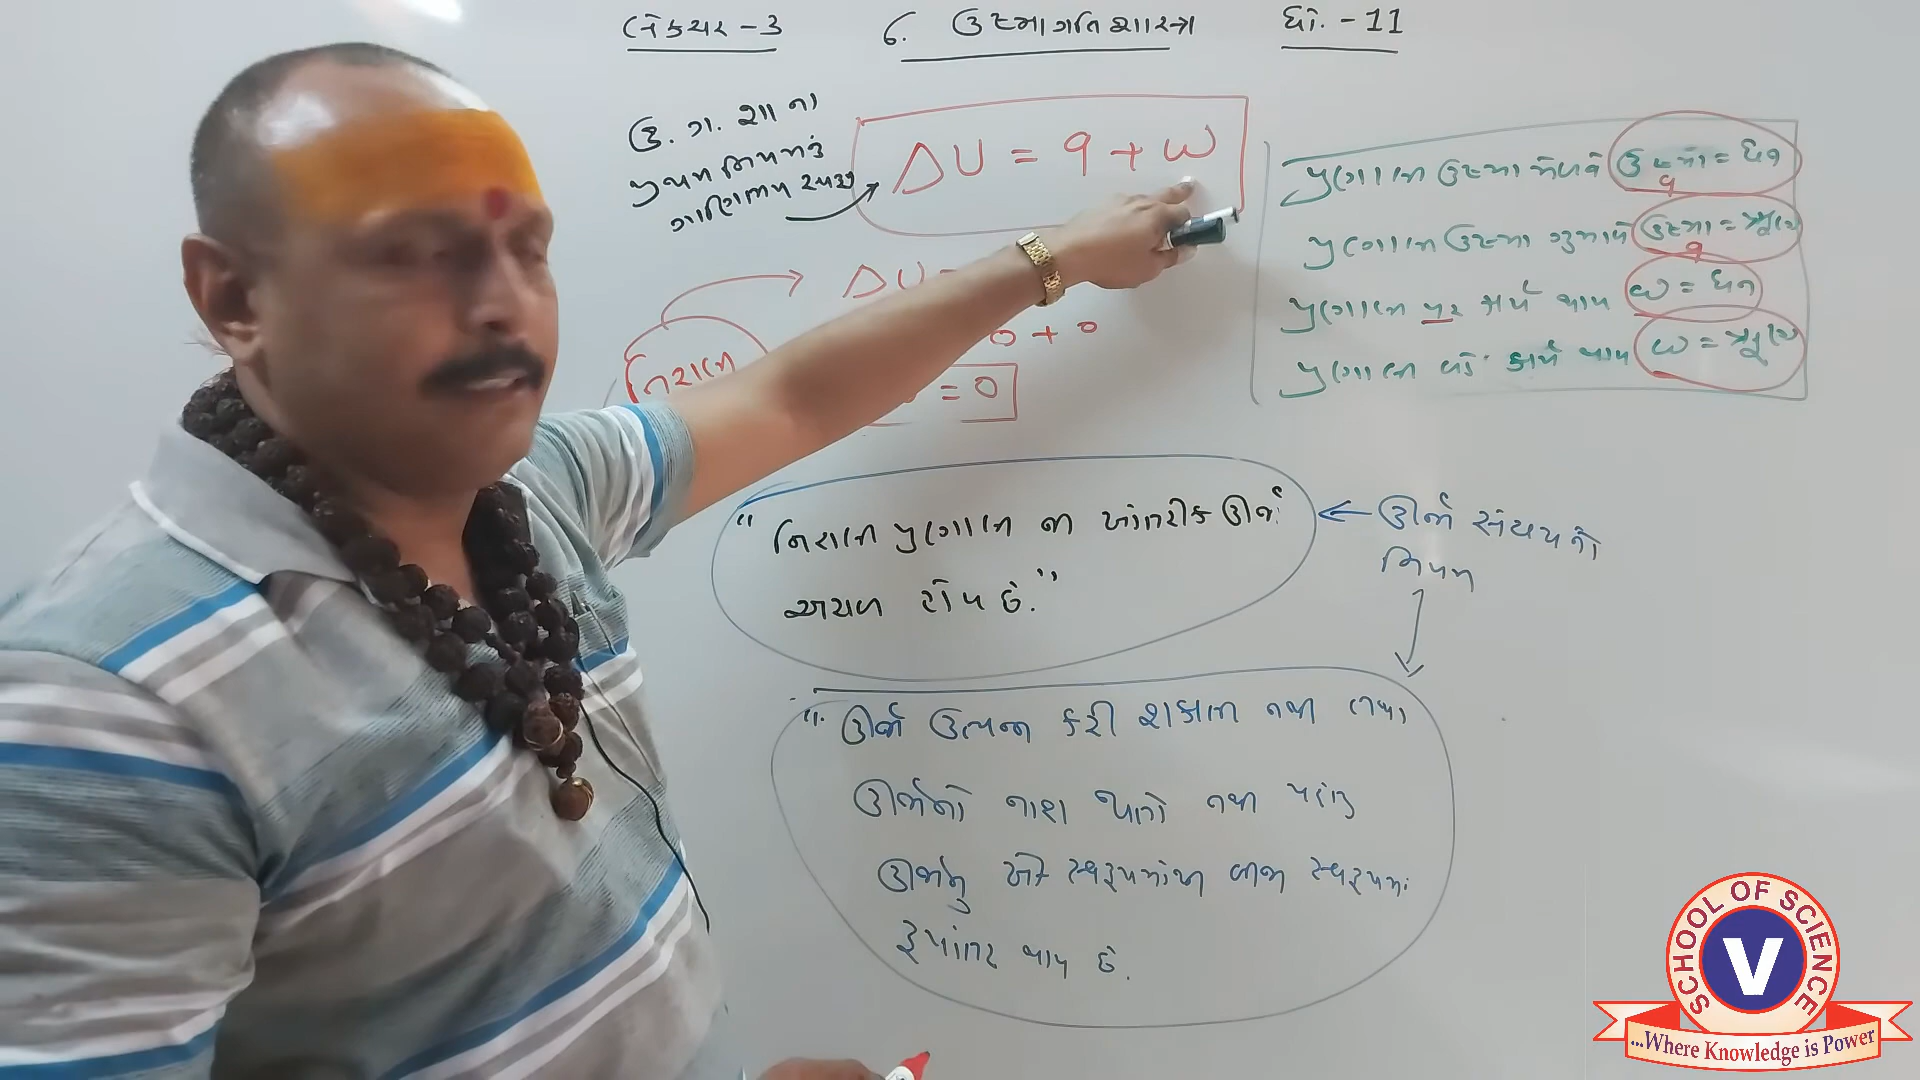 લેકચર - 3
6. ઉષ્માગતિશાસ્ત્ર
ધો. - 11
ઉ. ગ. શા ના
પ્રથમ નિયમનું
ગાણિતિક સ્વરૂપ
ΔU = q + w
ΔU =
0 + 0
= 0
નિરાળી
પ્રણાલી ઉષ્મા મેળવે ઉષ્મા = ધન
q
પ્રણાલી ઉષ્મા ગુમાવે ઉષ્મા = ઋણ
q
પ્રણાલી પર કાર્ય થાય w = ધન
પ્રણાલી વડે કાર્ય થાય w = ઋણ
" નિરાળી પ્રણાલી ની આંતરીક ઊર્જા
અચળ હોય છે. "
ઊર્જા સંચયનો
નિયમ
" ઊર્જા ઉત્પન્ન કરી શકાતી નથી તથા
ઊર્જાનો નાશ થતો નથી પરંતુ
ઊર્જાનું એક સ્વરૂપમાંથી બીજા સ્વરૂપમાં
રૂપાંતર થાય છે.
SCHOOL OF SCIENCE
V
...Where Knowledge is Power